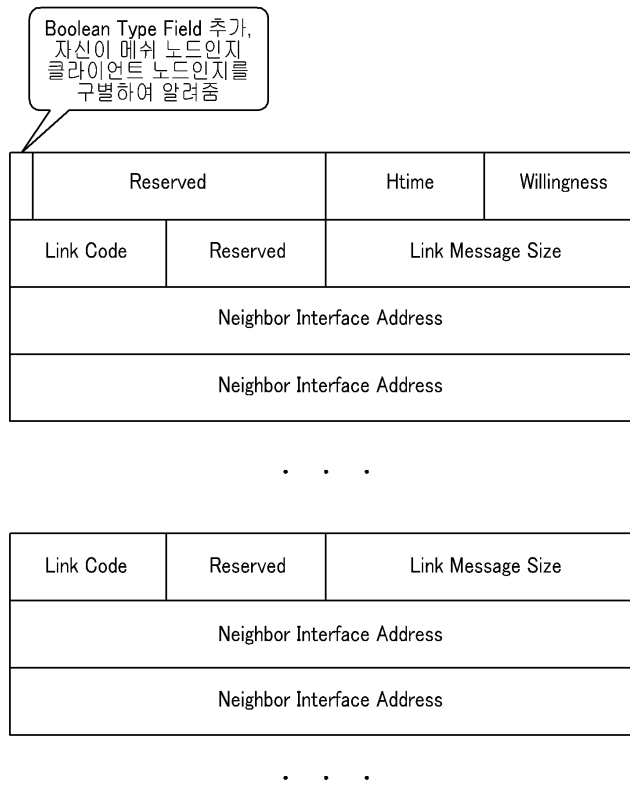 Boolean Type Field 추가,
자신이 메쉬 노드인지
클라이언트 노드인지를
구별하여 알려줌
Reserved Htime Willingness
Link Code Reserved Link Message Size
Neighbor Interface Address
Neighbor Interface Address
. . .
Link Code Reserved Link Message Size
Neighbor Interface Address
Neighbor Interface Address
. . .